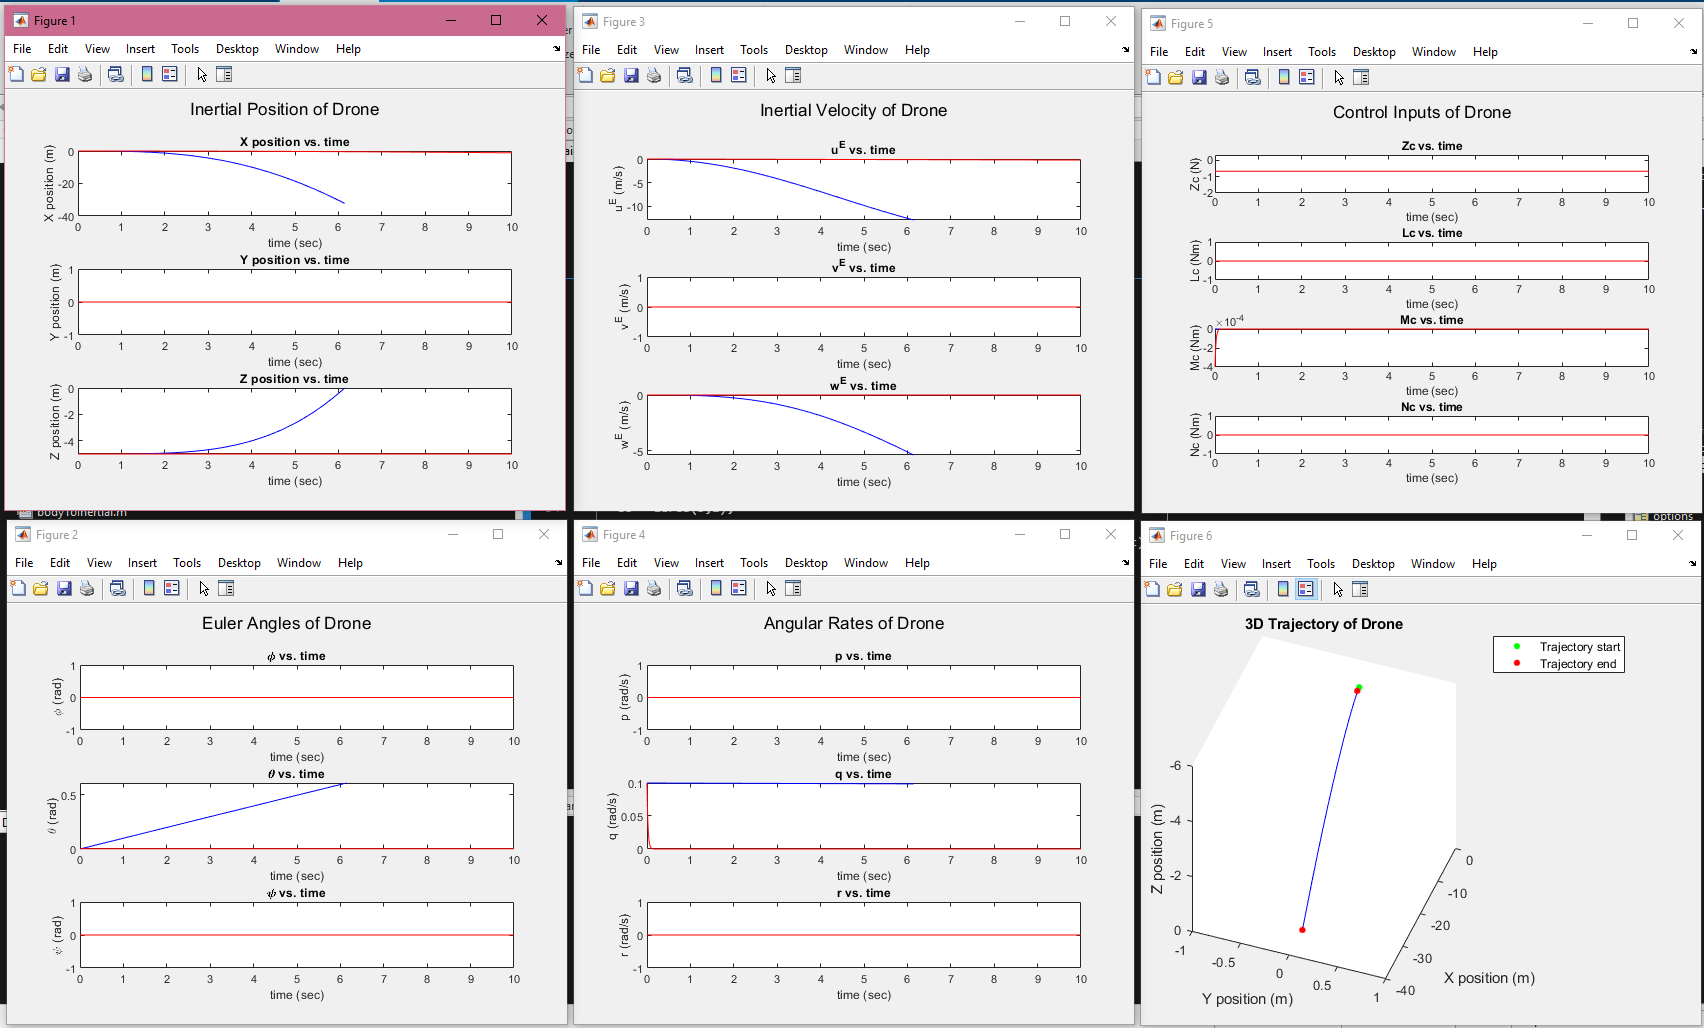 Figure 1
File Edit View Insert Tools Desktop Window Help
Inertial Position of Drone
X position vs. time
X position (m)
0
-20
-40
0 1 2 3 4 5 6 7 8 9 10
time (sec)
Y position vs. time
Y position (m)
1
0
-1
0 1 2 3 4 5 6 7 8 9 10
time (sec)
Z position vs. time
Z position (m)
0
-2
-4
0 1 2 3 4 5 6 7 8 9 10
time (sec)
Figure 3
File Edit View Insert Tools Desktop Window Help
Inertial Velocity of Drone
u^E vs. time
u^E (m/s)
0
-5
-10
0 1 2 3 4 5 6 7 8 9 10
time (sec)
v^E vs. time
v^E (m/s)
1
0
-1
0 1 2 3 4 5 6 7 8 9 10
time (sec)
w^E vs. time
w^E (m/s)
0
-5
0 1 2 3 4 5 6 7 8 9 10
time (sec)
Figure 5
File Edit View Insert Tools Desktop Window Help
Control Inputs of Drone
Zc vs. time
Zc (N)
0
-1
-2
0 1 2 3 4 5 6 7 8 9 10
time (sec)
Lc vs. time
Lc (Nm)
1
0
-1
0 1 2 3 4 5 6 7 8 9 10
time (sec)
Mc vs. time
×10^-4
Mc (Nm)
0
-2
-4
0 1 2 3 4 5 6 7 8 9 10
time (sec)
Nc vs. time
Nc (Nm)
1
0
-1
0 1 2 3 4 5 6 7 8 9 10
time (sec)
bodyToInertial.m
options
Figure 2
File Edit View Insert Tools Desktop Window Help
Euler Angles of Drone
ϕ vs. time
ϕ (rad)
1
0
-1
0 1 2 3 4 5 6 7 8 9 10
time (sec)
θ vs. time
θ (rad)
0.5
0
0 1 2 3 4 5 6 7 8 9 10
time (sec)
ψ vs. time
ψ (rad)
1
0
-1
0 1 2 3 4 5 6 7 8 9 10
time (sec)
Figure 4
File Edit View Insert Tools Desktop Window Help
Angular Rates of Drone
p vs. time
p (rad/s)
1
0
-1
0 1 2 3 4 5 6 7 8 9 10
time (sec)
q vs. time
q (rad/s)
0.1
0.05
0
0 1 2 3 4 5 6 7 8 9 10
time (sec)
r vs. time
r (rad/s)
1
0
-1
0 1 2 3 4 5 6 7 8 9 10
time (sec)
Figure 6
File Edit View Insert Tools Desktop Window Help
3D Trajectory of Drone
Trajectory start
Trajectory end
Z position (m)
-6
-4
-2
0
-1
-0.5
0
0.5
1
Y position (m)
0
-10
-20
-30
-40
X position (m)